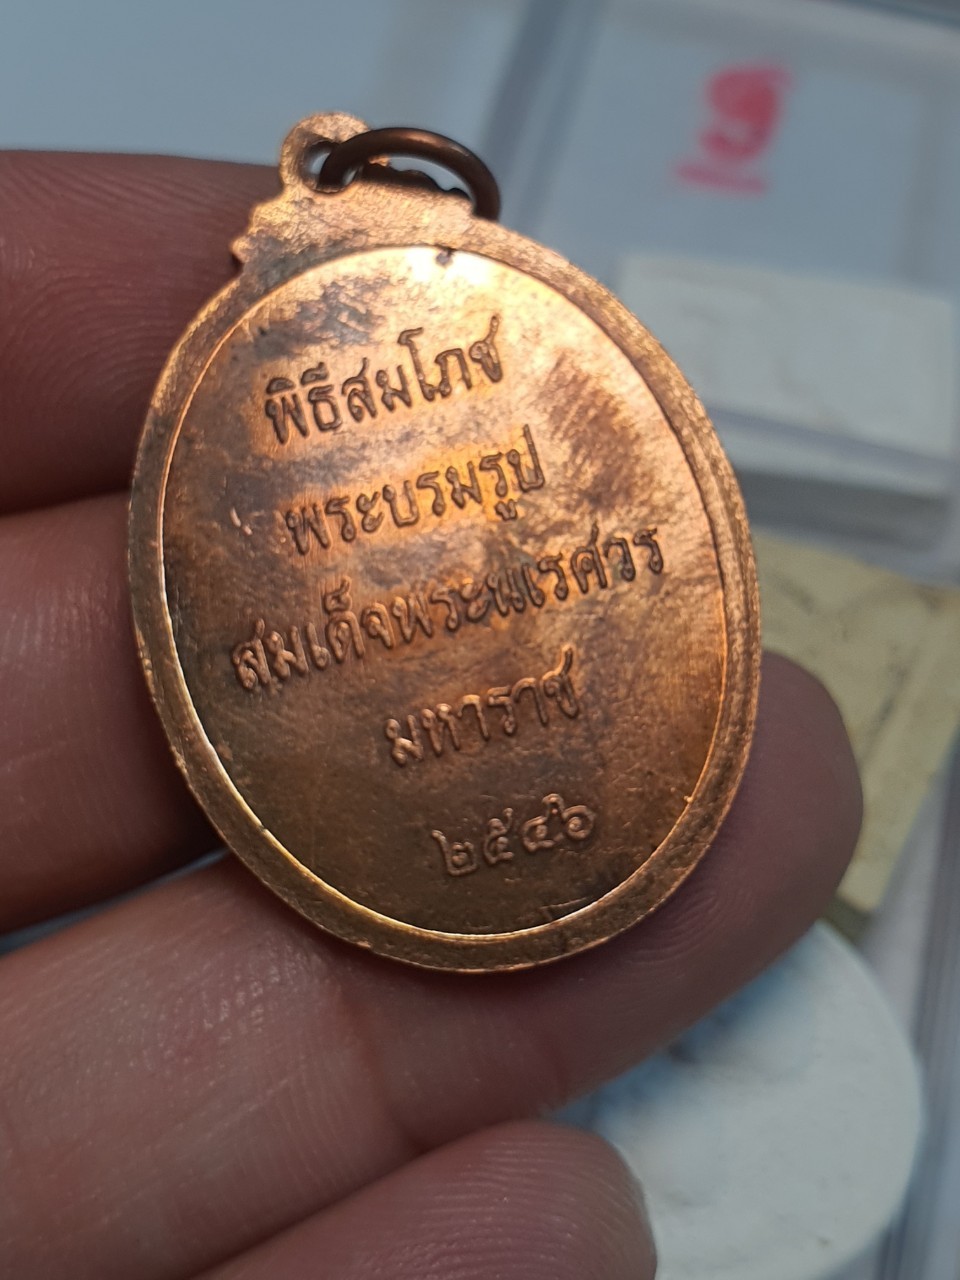 พิธีสมโภช
พระบรมรูป
สมเด็จพระนเรศวร
มหาราช
๒๕๔๖